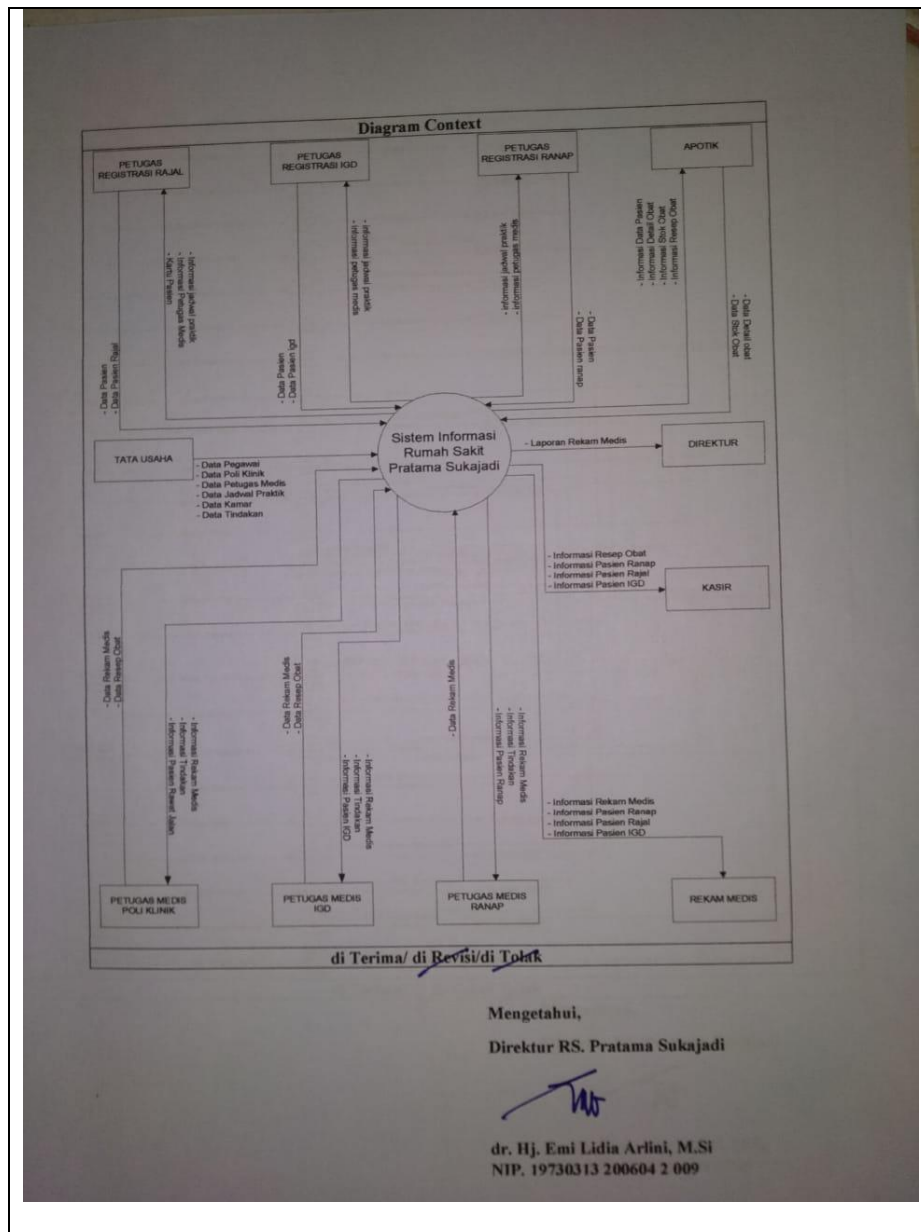 Diagram Context
PETUGAS
REGISTRASI RAJAL
PETUGAS
REGISTRASI IGD
PETUGAS
REGISTRASI RANAP
APOTIK
- Data Pasien
- Data Pasien Rajal
- Informasi jadwal praktik
- Informasi Petugas Medis
- Kartu Pasien
- Data Pasien
- Data Pasien igd
- informasi jadwal praktik
- informasi petugas medis
- informasi jadwal praktik
- informasi petugas medis
- Data Pasien
- Data Pasien ranap
- Informasi Data Pasien
- Informasi Detail Obat
- Informasi Stok Obat
- Informasi Resep Obat
- Data Detail obat
- Data Stok Obat
TATA USAHA
- Data Pegawai
- Data Poli Klinik
- Data Petugas Medis
- Data Jadwal Praktik
- Data Kamar
- Data Tindakan
Sistem Informasi
Rumah Sakit
Pratama Sukajadi
- Laporan Rekam Medis
DIREKTUR
- Informasi Resep Obat
- Informasi Pasien Ranap
- Informasi Pasien Rajal
- Informasi Pasien IGD
KASIR
- Data Rekam Medis
- Data Resep Obat
- Informasi Rekam Medis
- Informasi Tindakan
- Informasi Pasien Rawat Jalan
- Data Rekam Medis
- Data Resep Obat
- Informasi Rekam Medis
- Informasi Tindakan
- Informasi Pasien IGD
- Data Rekam Medis
- Informasi Rekam Medis
- Informasi Tindakan
- Informasi Pasien Ranap
- Informasi Rekam Medis
- Informasi Pasien Ranap
- Informasi Pasien Rajal
- Informasi Pasien IGD
PETUGAS MEDIS
POLI KLINIK
PETUGAS MEDIS
IGD
PETUGAS MEDIS
RANAP
REKAM MEDIS
di Terima/ di Revisi/di Tolak
Mengetahui,
Direktur RS. Pratama Sukajadi
dr. Hj. Emi Lidia Arlini, M.Si
NIP. 19730313 200604 2 009